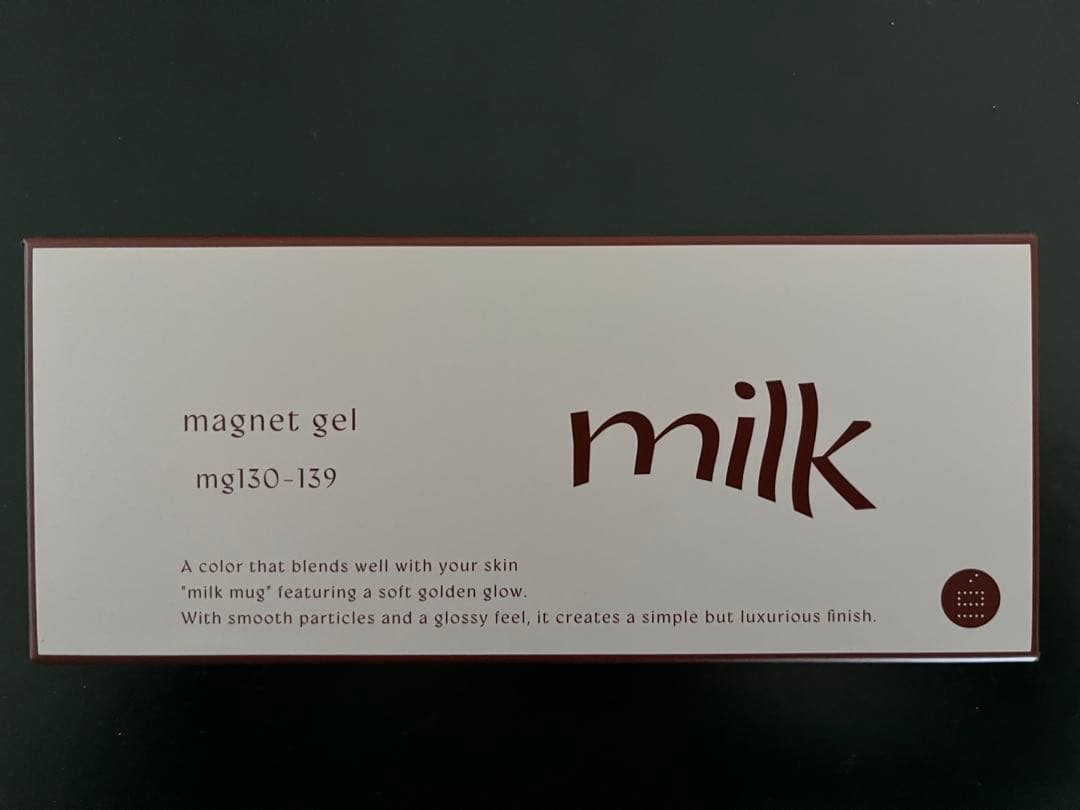 magnet gel
mg130-139
milk
A color that blends well with your skin
"milk mug" featuring a soft golden glow.
With smooth particles and a glossy feel, it creates a simple but luxurious finish.